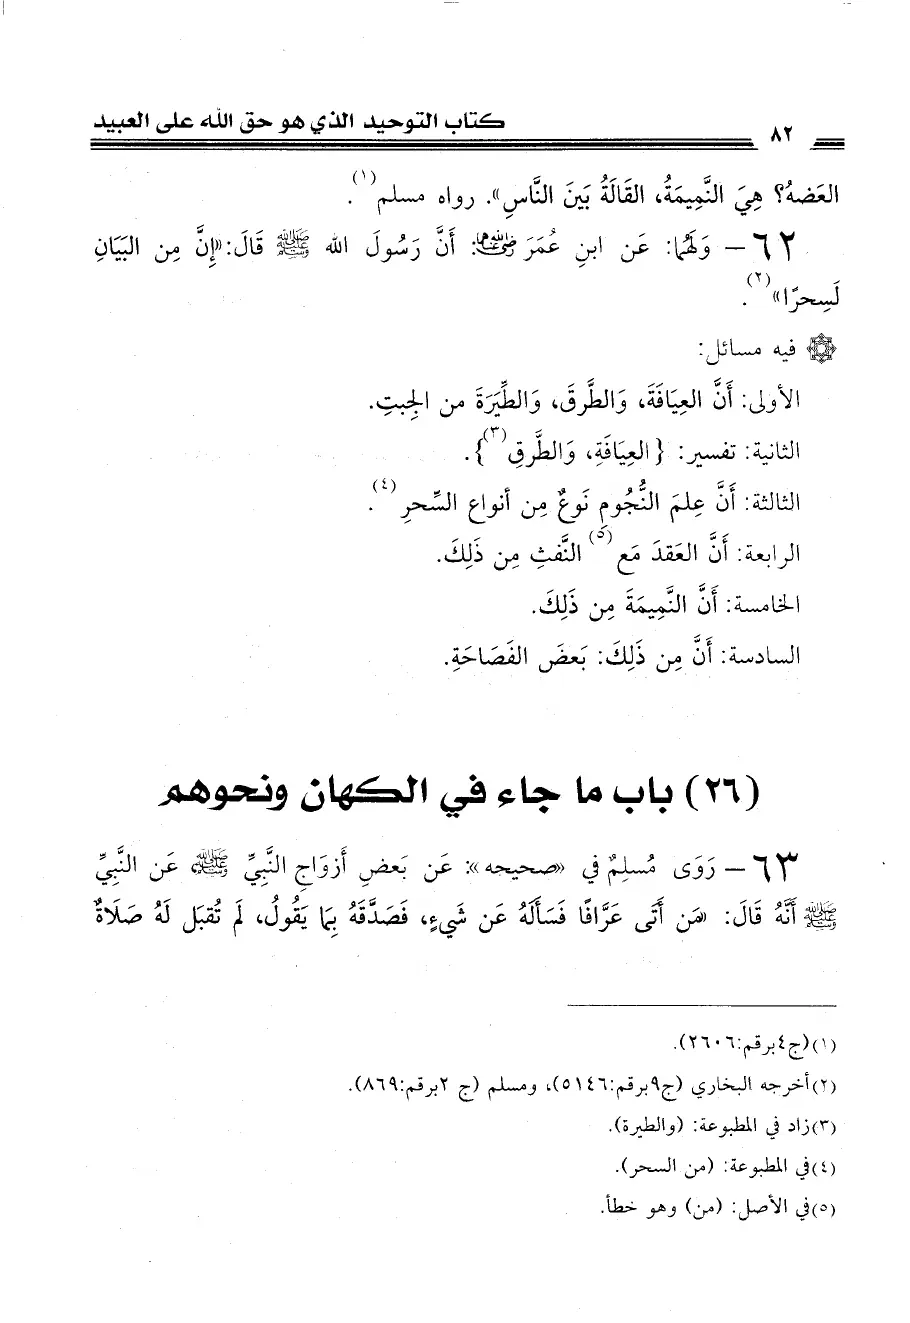 ٨٢ كتاب التوحيد الذي هو حق الله على العبيد
العَضهُ؟ هِيَ النَّمِيمَةُ، القَالَةُ بَينَ النَّاسِ». رواه مسلم(١).
٦٢ – وَلَهُمَا: عَن ابنِ عُمَرَ رضي الله عنهما: أَنَّ رَسُولَ الله ﷺ قَالَ: «إِنَّ مِن البَيَانِ
لَسِحرًا»(٢).
فيه مسائل:
الأولى: أَنَّ العِيَافَةَ، وَالطَّرقَ، وَالطِّيَرَةَ من الجِبتِ.
الثانية: تفسير: {العِيَافَةِ، وَالطَّرقِ(٣)}.
الثالثة: أَنَّ عِلمَ النُّجُومِ نَوعٌ مِن أنواع السِّحرِ(٤).
الرابعة: أَنَّ العَقدَ مَع(٥) النَّفثِ مِن ذَلِكَ.
الخامسة: أَنَّ النَّمِيمَةَ مِن ذَلِكَ.
السادسة: أَنَّ مِن ذَلِكَ: بَعضَ الفَصَاحَةِ.
(٢٦) باب ما جاء في الكهان ونحوهم
٦٣ – رَوَى مُسلِمٌ في «صحيحه»: عَن بَعضِ أَزوَاجِ النَّبِيِّ ﷺ عَن النَّبِيِّ
ﷺ أَنَّهُ قَالَ: «مَن أَتَى عَرَّافًا فَسَأَلَهُ عَن شَيءٍ، فَصَدَّقَهُ بِمَا يَقُولُ، لَم تُقبَل لَهُ صَلَاةٌ
(١) (ج٤برقم:٢٦٠٦).
(٢) أخرجه البخاري (ج٩برقم:٥١٤٦)، ومسلم (ج ٢برقم:٨٦٩).
(٣) زاد في المطبوعة: (والطيرة).
(٤) في المطبوعة: (من السحر).
(٥) في الأصل: (من) وهو خطأ.